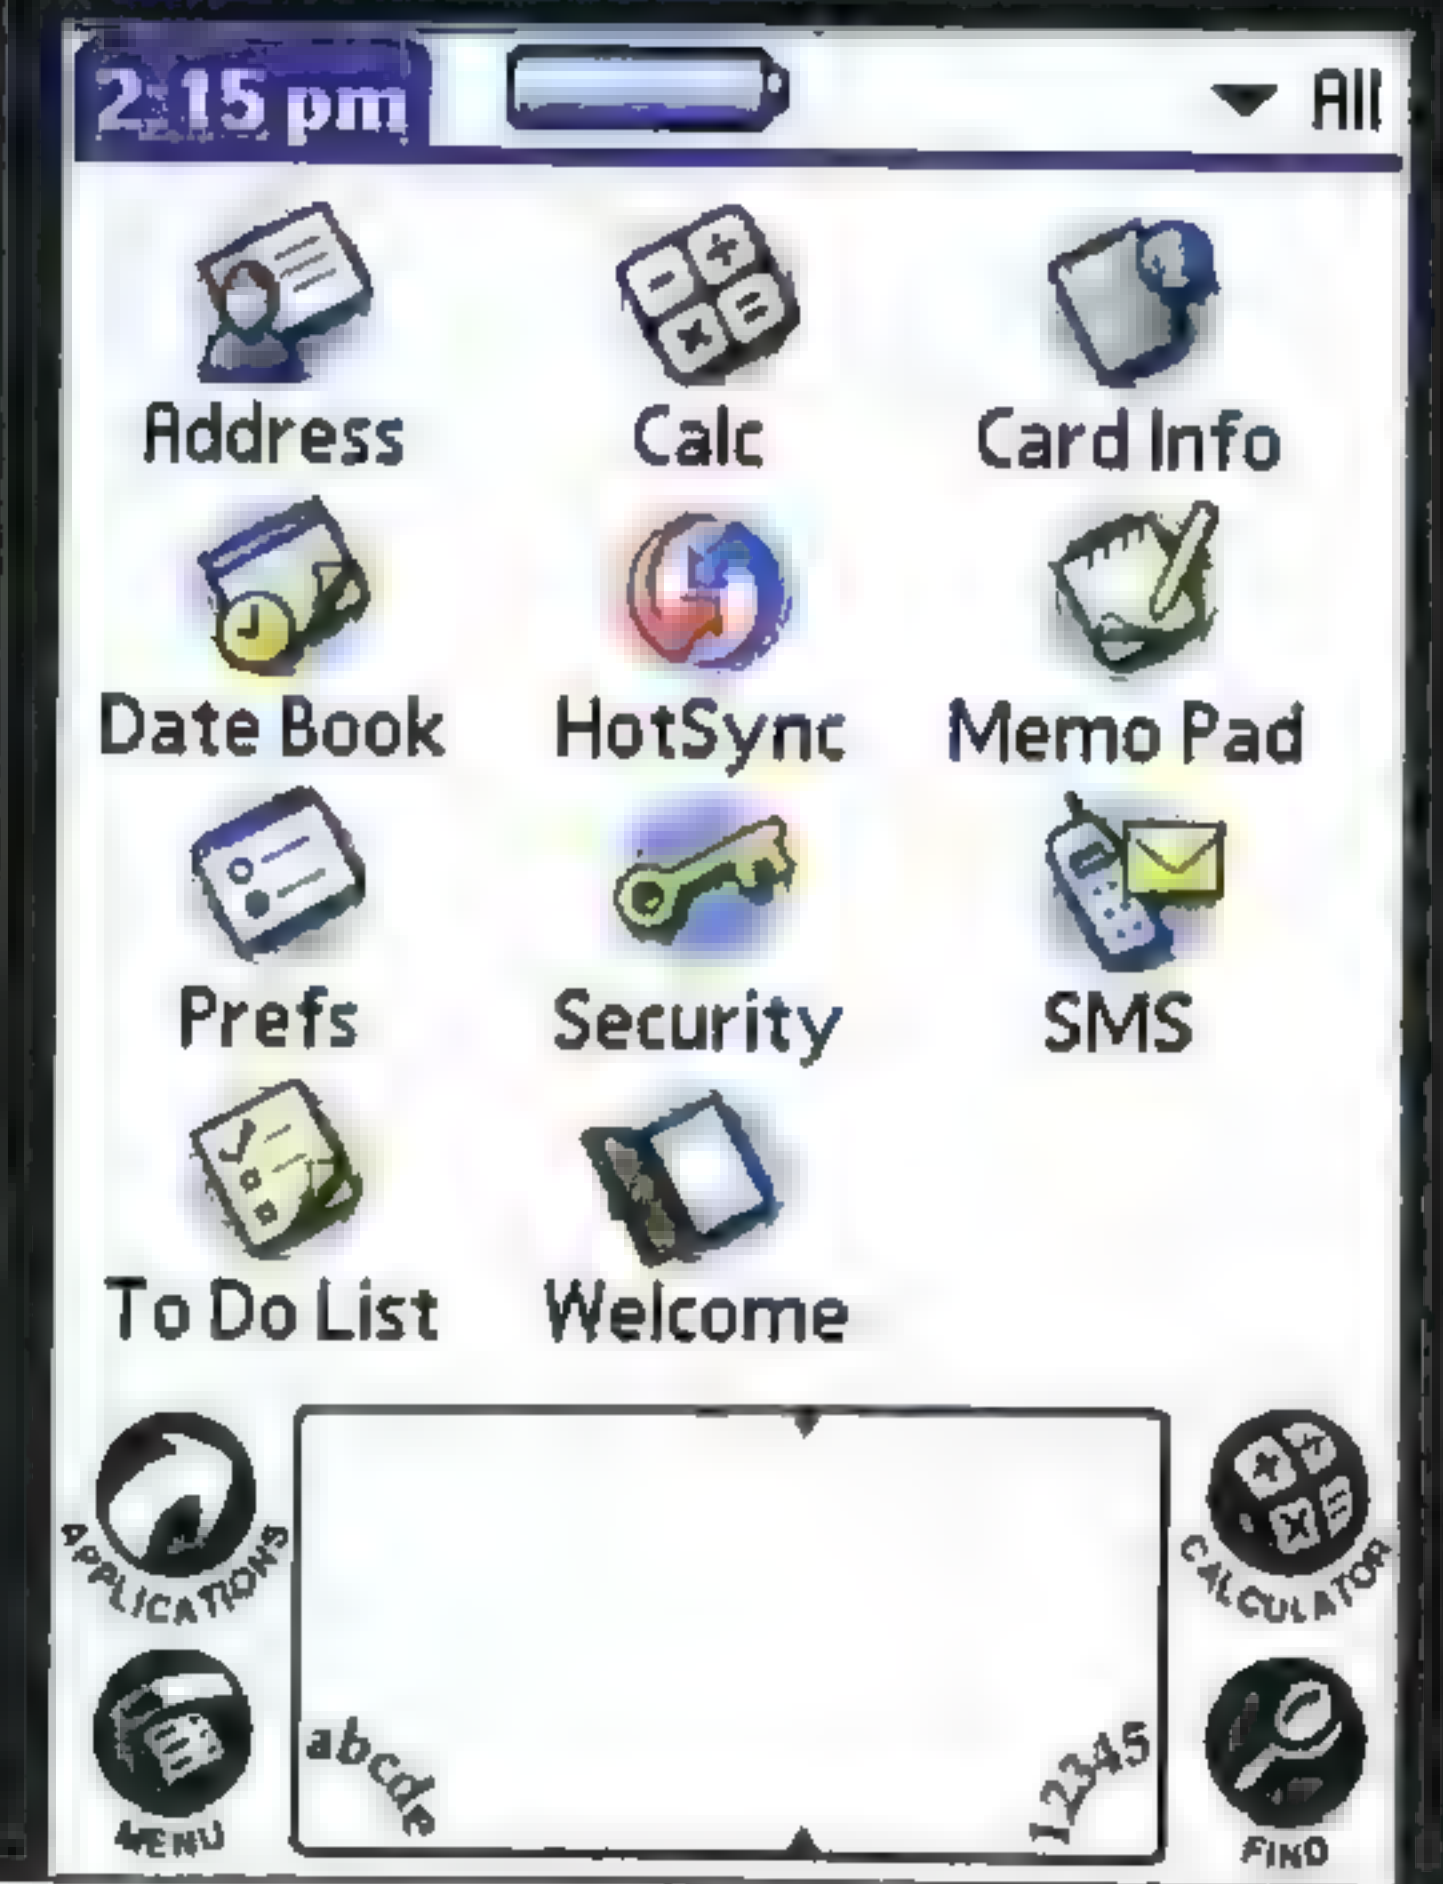 2:15 pm All
Address Calc Card Info
Date Book HotSync Memo Pad
Prefs Security SMS
To Do List Welcome
APPLICATIONS CALCULATOR
abcde 12345
MENU FIND